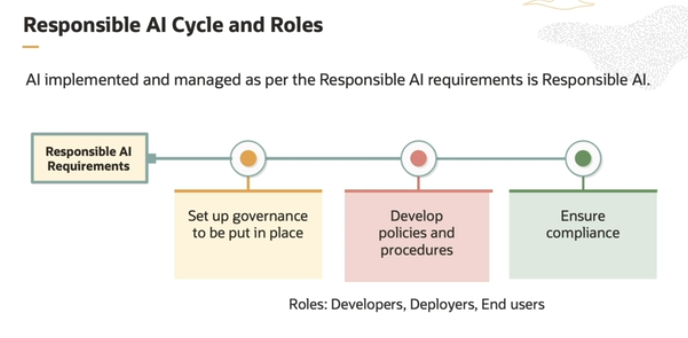 Responsible AI Cycle and Roles
AI implemented and managed as per the Responsible AI requirements is Responsible AI.
Responsible AI
Requirements
Set up governance
to be put in place
Develop
policies and
procedures
Ensure
compliance
Roles: Developers, Deployers, End users